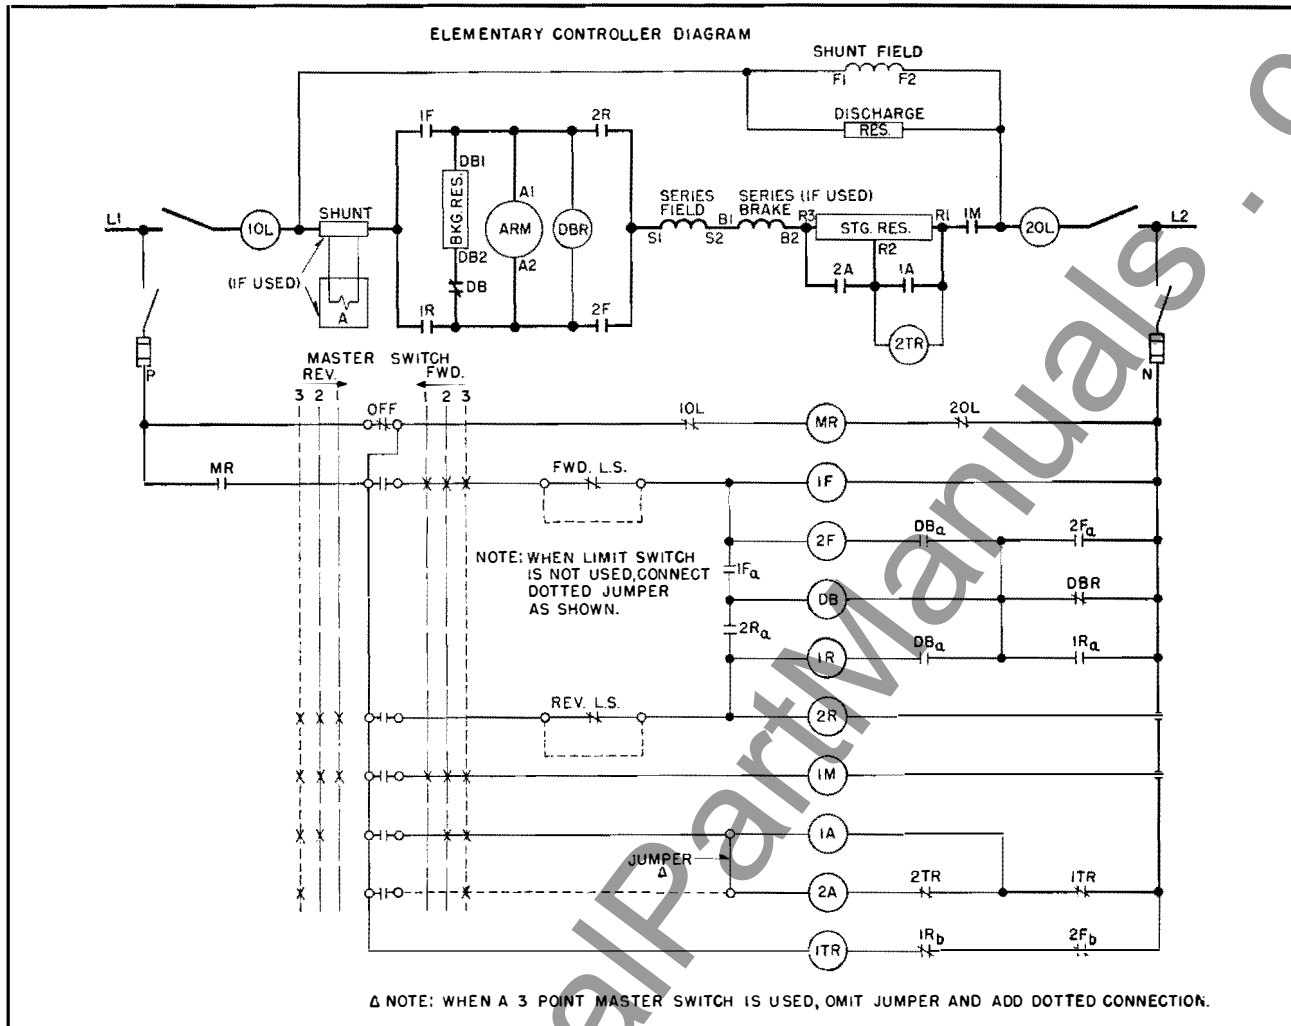 ELEMENTARY CONTROLLER DIAGRAM
SHUNT FIELD
F1 F2
DISCHARGE
RES.
1F 2R
DB1
BKG. RES.
A1
SERIES FIELD
SERIES (IF USED) BRAKE
L1
10L
SHUNT
ARM
DBR
S1 S2
B1 B2
R3
STG. RES.
R1
R2
1M
20L
L2
(IF USED)
A
DB2
A2
DB
2A 1A
1R 2F
2TR
P
N
MASTER SWITCH
REV. FWD.
3 2 1 1 2 3
OFF
10L
MR
20L
MR
FWD. L.S.
1F
2F
DBa
2Fa
NOTE: WHEN LIMIT SWITCH
IS NOT USED, CONNECT
DOTTED JUMPER
AS SHOWN.
1Fa
DB
DBR
2Ra
1R
DBa
1Ra
REV. L.S.
2R
1M
1A
JUMPER
Δ
2A
2TR
1TR
1TR
1Rb
2Fb
Δ NOTE: WHEN A 3 POINT MASTER SWITCH IS USED, OMIT JUMPER AND ADD DOTTED CONNECTION.
alPartManuals . c